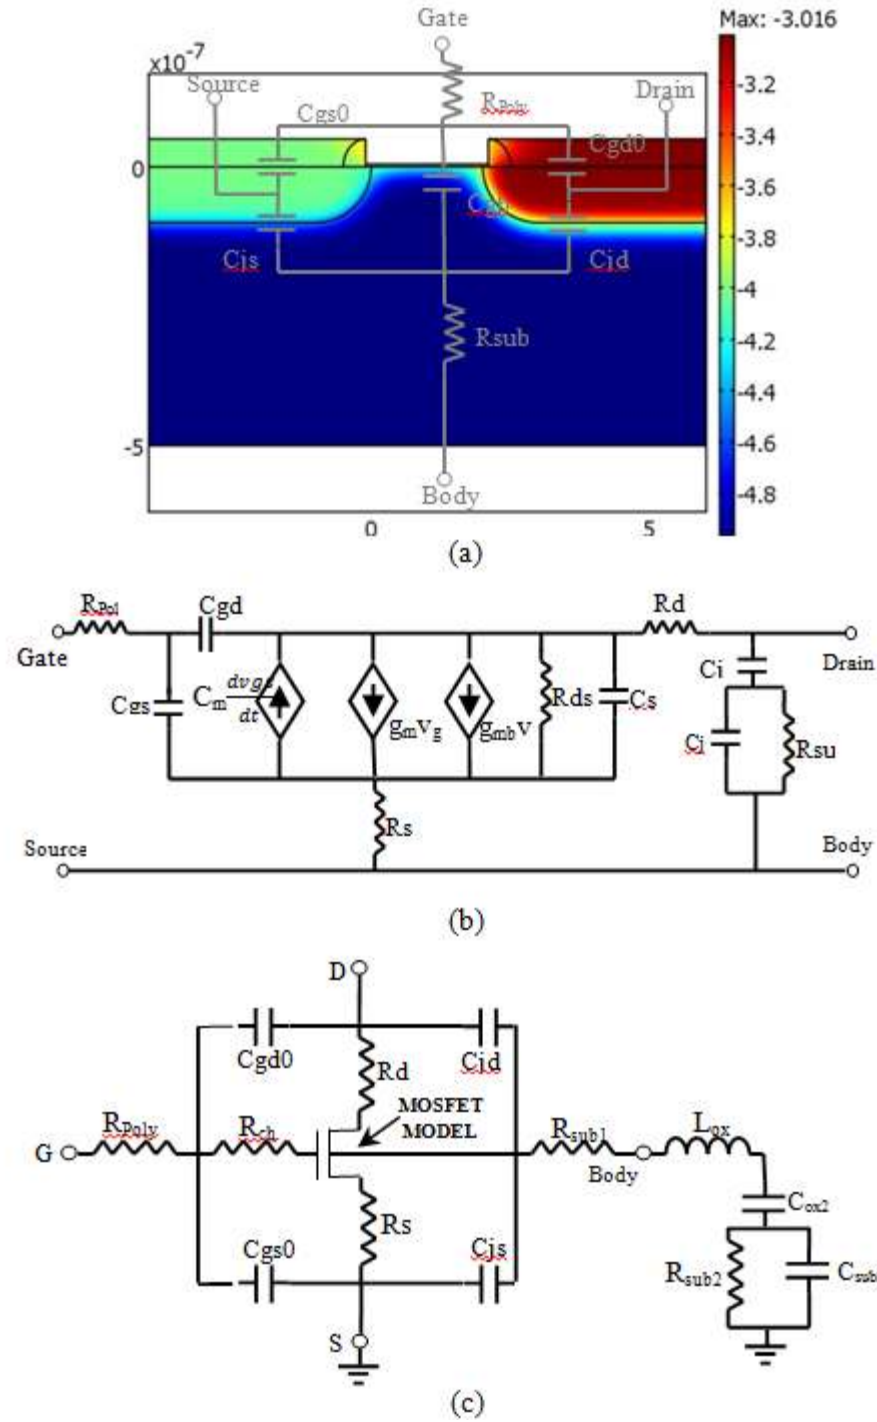 Gate
Max: -3.016
x10-7
Source
Drain
RPoly
Cgs0
Cgd0
-3.2
-3.4
-3.6
-3.8
-4
-4.2
-4.4
-4.6
-4.8
0
Cjs
Cjd
Rsub
-5
Body
0
5
(a)
RPol
Cgd
Rd
Gate
Drain
Cgs
Cm dvgs/dt
gmvg
gmbv
Rds
Cs
Ci
Ci
Rsu
Rs
Source
Body
(b)
D
Cgd0
Cjd
Rd
MOSFET
MODEL
G
RPoly
Rch
Rsub1
Body
Lox
Cox2
Rs
Cgs0
Cjs
Rsub2
Csub
S
(c)